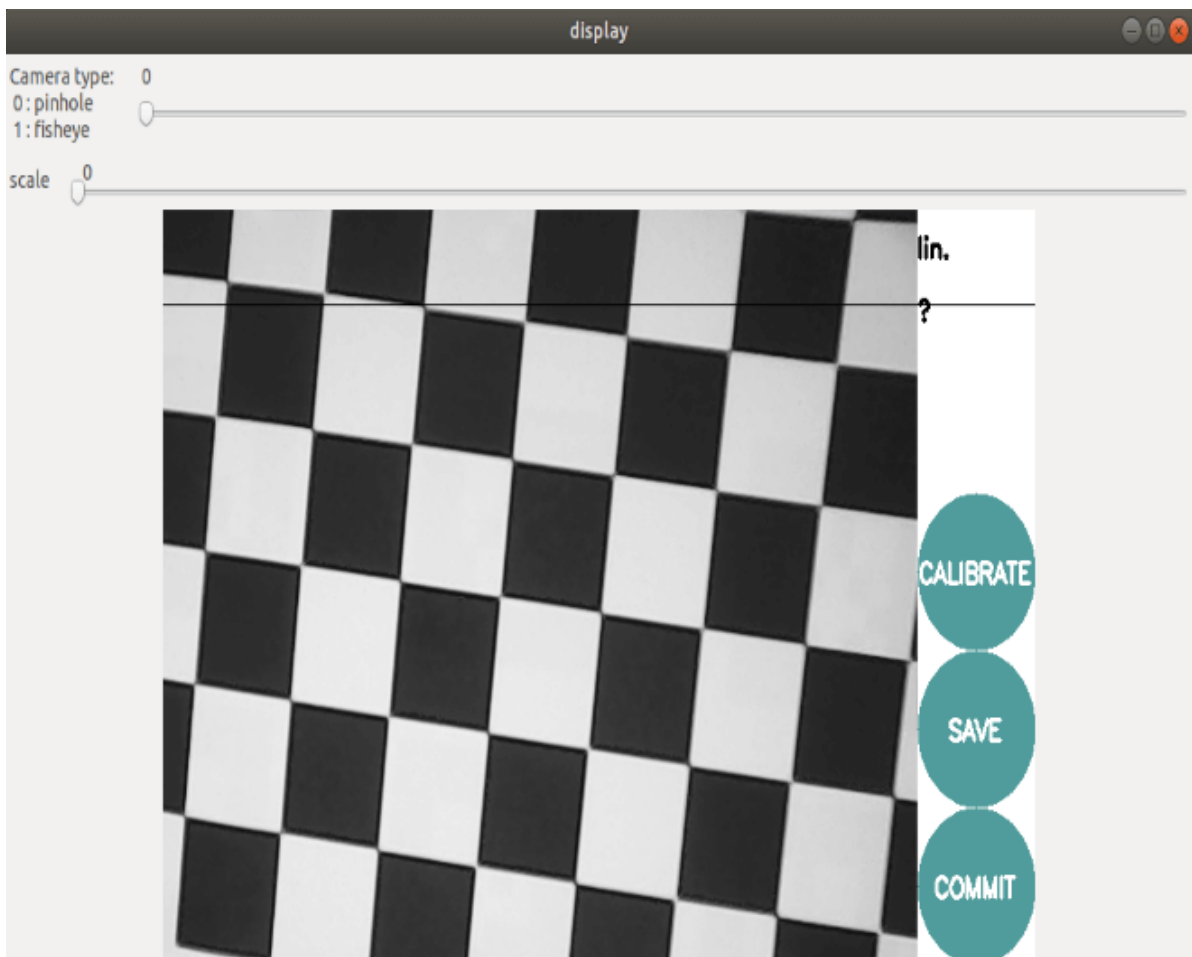 display
Camera type: 0
0 : pinhole
1 : fisheye
scale 0
lin.
?
CALIBRATE
SAVE
COMMIT